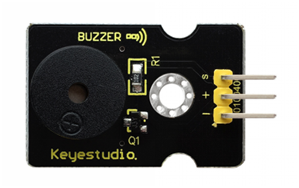 BUZZER
R1
S
+
-
Q1
Keyestudio.